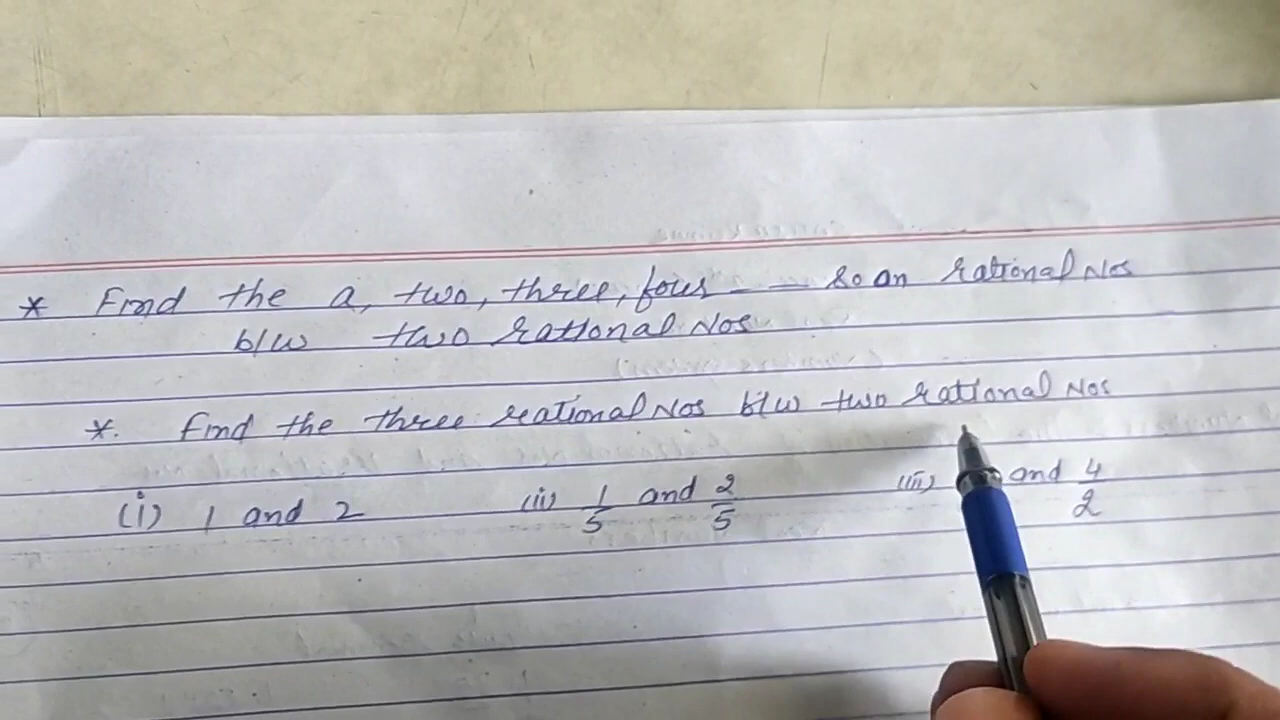 * Find the a, two, three, four - - so on rational Nos
b/w two rational Nos
*. Find the three rational Nos b/w two rational Nos
(i) 1 and 2 (ii) 1/5 and 2/5 (iii) and 4/2